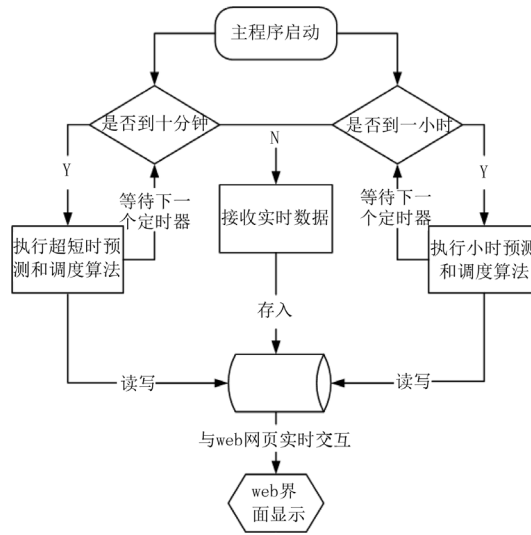 主程序启动
是否到十分钟
是否到一小时
N
Y
Y
等待下一
个定时器
等待下一
个定时器
接收实时数据
执行超短时预
测和调度算法
执行小时预测
和调度算法
存入
读写
读写
与web网页实时交互
web界
面显示